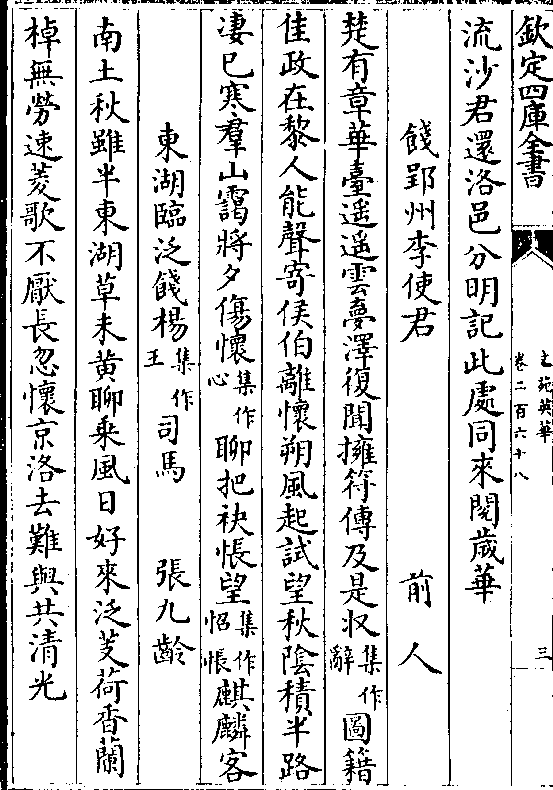 欽定四庫全書
文苑英華
卷二百六十八
三
流沙君還洛邑分明記此處同來閱歳華
餞郢州李使君 前人
楚有章華臺遥遥雲夢澤復聞擁符傳及是収集作辭圖籍
佳政在黎人能聲寄侯伯離懷朔風起試望秋陰積半路
凄已寒羣山靄將夕傷懷集作心聊把袂悵望集作怊悵麒麟客
東湖臨泛餞楊集作王司馬 張九齡
南土秋雖半東湖草未黄聊乗風日好來泛芰荷香蘭
棹無勞速菱歌不厭長忽懷京洛去難與共清光